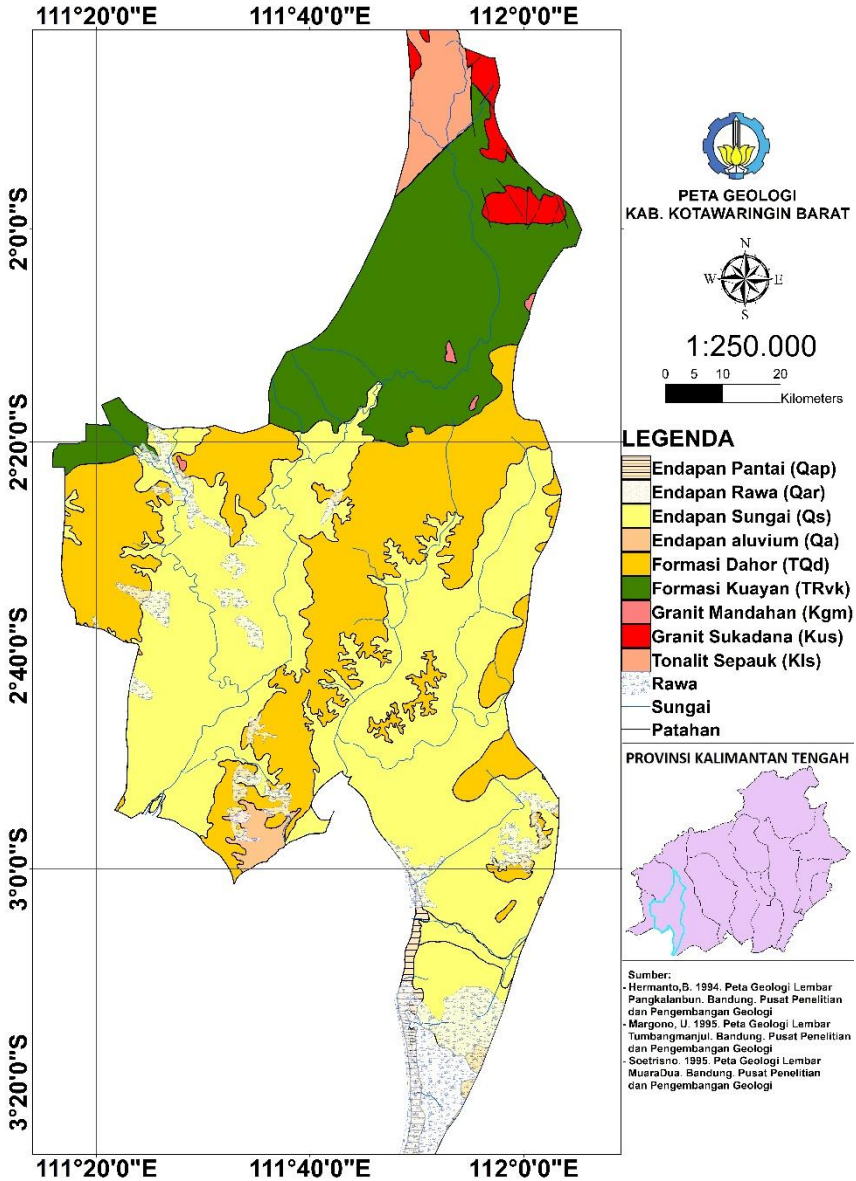 111°20'0"E
111°40'0"E
112°0'0"E
2°0'0"S
2°20'0"S
2°40'0"S
3°0'0"S
3°20'0"S
111°20'0"E
111°40'0"E
112°0'0"E
PETA GEOLOGI
KAB. KOTAWARINGIN BARAT
N
W
E
S
1:250.000
0 5 10 20
Kilometers
LEGENDA
Endapan Pantai (Qap)
Endapan Rawa (Qar)
Endapan Sungai (Qs)
Endapan aluvium (Qa)
Formasi Dahor (TQd)
Formasi Kuayan (TRvk)
Granit Mandahan (Kgm)
Granit Sukadana (Kus)
Tonalit Sepauk (Kls)
Rawa
Sungai
Patahan
PROVINSI KALIMANTAN TENGAH
Sumber:
- Hermanto,B. 1994. Peta Geologi Lembar
Pangkalanbun. Bandung. Pusat Penelitian
dan Pengembangan Geologi
- Margono, U. 1995. Peta Geologi Lembar
Tumbangmanjul. Bandung. Pusat Penelitian
dan Pengembangan Geologi
- Soetrisno. 1995. Peta Geologi Lembar
MuaraDua. Bandung. Pusat Penelitian
dan Pengembangan Geologi